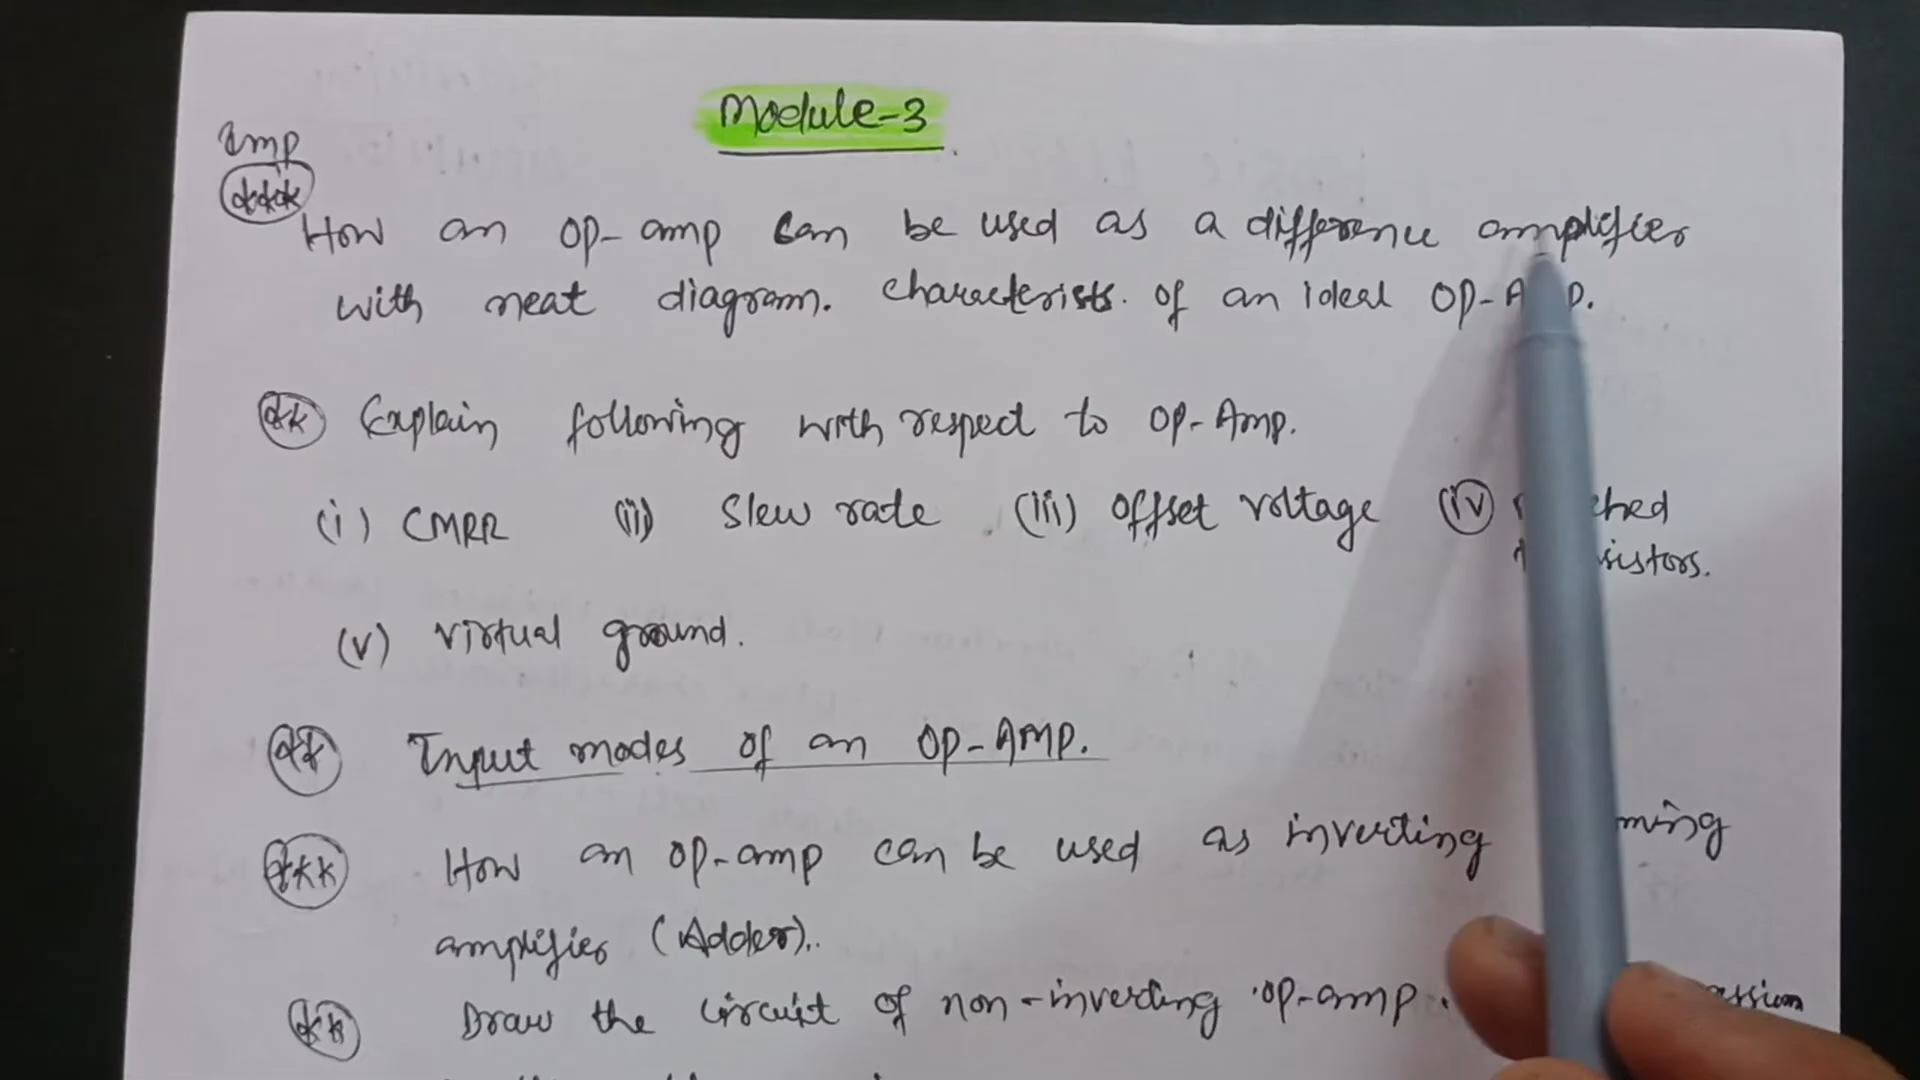 Module-3
Imp
***
How an op-amp can be used as a difference amplifier
with neat diagram. characterists. of an ideal Op-
** Explain following with respect to Op-Amp.
(i) CMRR (ii) Slew rate (iii) offset voltage (iv)
(v) virtual ground.
** Input modes of an Op-AMP.
*** How an op-amp can be used as inverting
amplifier (Adder).
** Draw the circuit of non-inverting op-amp.